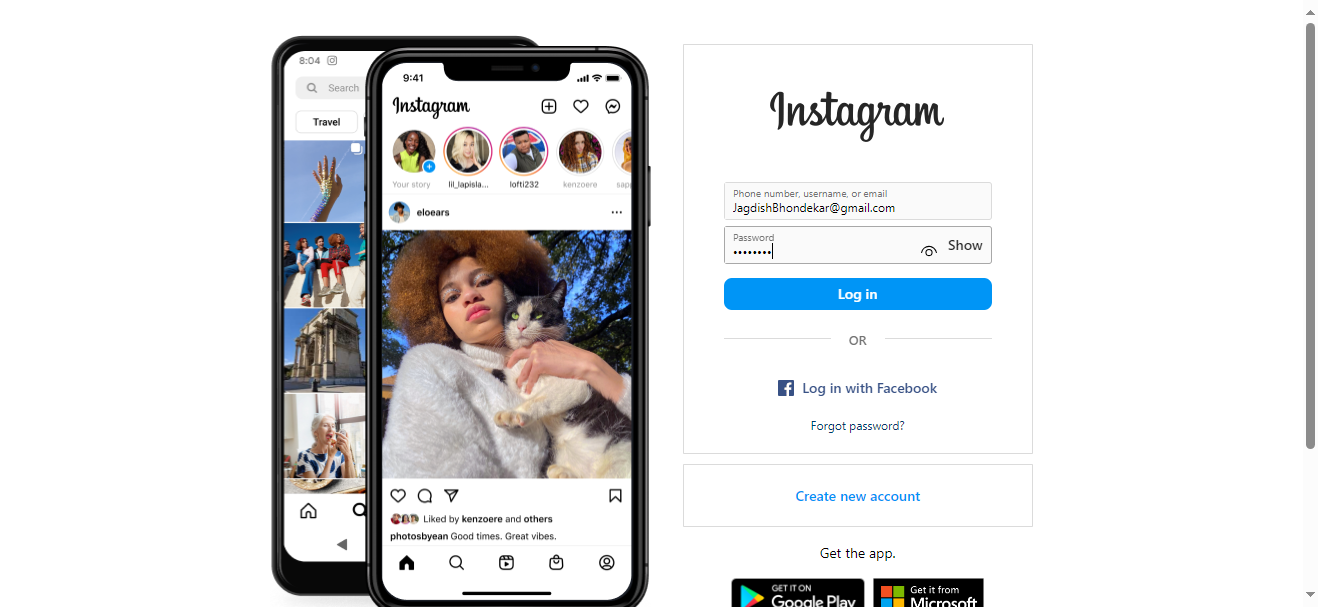 8:04
Search
Travel
9:41
Instagram
Your story
lil_lapisla...
lofti232
kenzoere
sap
eloears
Liked by kenzoere and others
photosbyean Good times. Great vibes.
Instagram
Phone number, username, or email
JagdishBhondekar@gmail.com
Password
••••••••
Show
Log in
OR
Log in with Facebook
Forgot password?
Create new account
Get the app.
GET IT ON
Google Play
Get it from
Microsoft